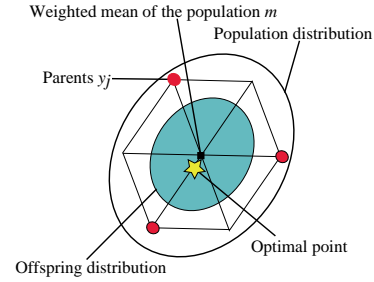 Weighted mean of the population m
Population distribution
Parents yj
Optimal point
Offspring distribution